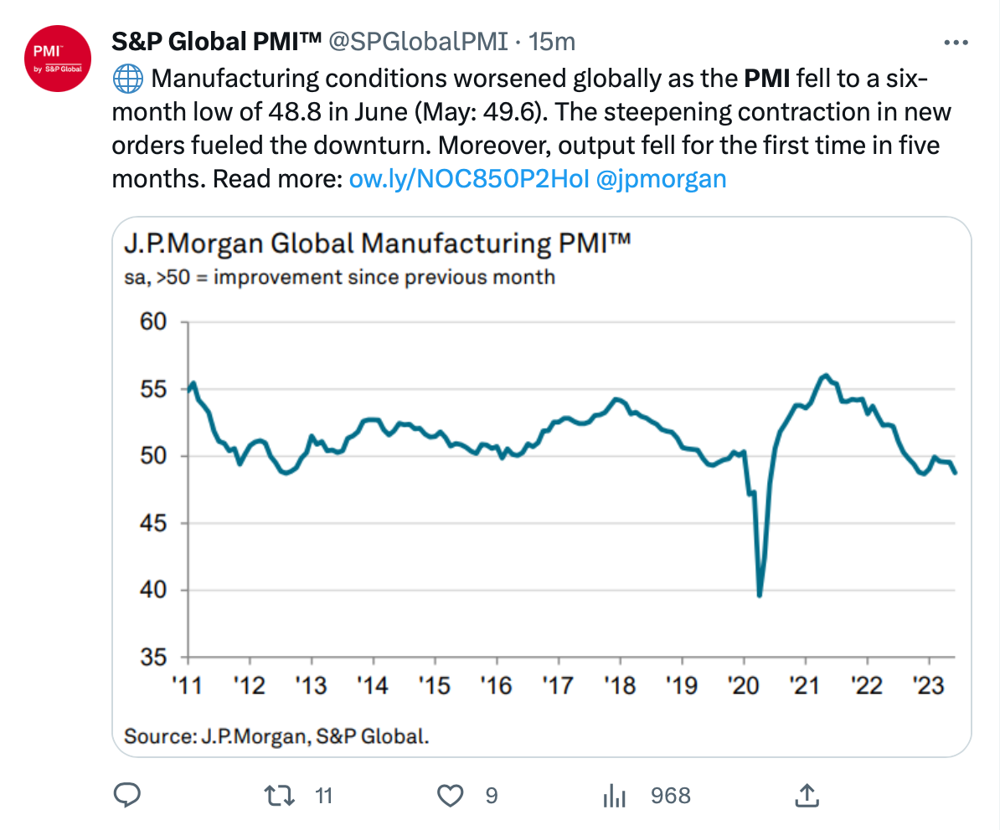 PMI™
by S&P Global
S&P Global PMI™ @SPGlobalPMI · 15m
🌐 Manufacturing conditions worsened globally as the PMI fell to a six-
month low of 48.8 in June (May: 49.6). The steepening contraction in new
orders fueled the downturn. Moreover, output fell for the first time in five
months. Read more: ow.ly/NOC850P2HoI @jpmorgan
J.P.Morgan Global Manufacturing PMI™
sa, >50 = improvement since previous month
60
55
50
45
40
35
'11 '12 '13 '14 '15 '16 '17 '18 '19 '20 '21 '22 '23
Source: J.P.Morgan, S&P Global.
11 9 968